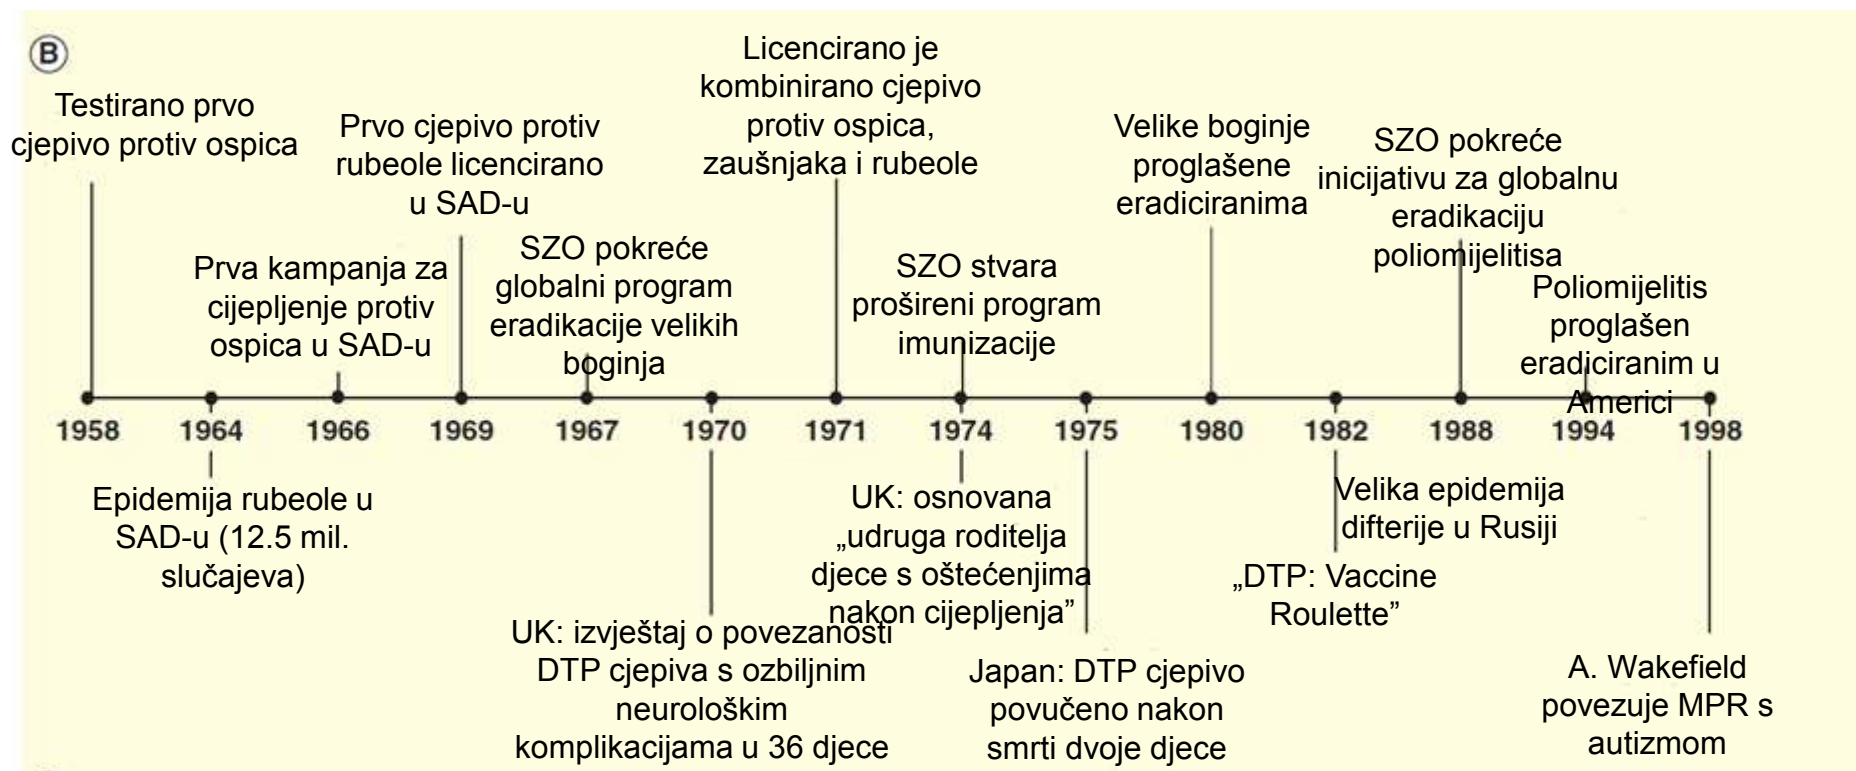 B
Testirano prvo
cjepivo protiv ospica
Prva kampanja za
cijepljenje protiv
ospica u SAD-u
Prvo cjepivo protiv
rubeole licencirano
u SAD-u
SZO pokreće
globalni program
eradikacije velikih
boginja
Licencirano je
kombinirano cjepivo
protiv ospica,
zaušnjaka i rubeole
SZO stvara
prošireni program
imunizacije
Velike boginje
proglašene
eradiciranima
SZO pokreće
inicijativu za globalnu
eradikaciju
poliomijelitisa
Poliomijelitis
proglašen
eradiciranim u
Americi
1958 1964 1966 1969 1967 1970 1971 1974 1975 1980 1982 1988 1994 1998
Epidemija rubeole u
SAD-u (12.5 mil.
slučajeva)
UK: izvještaj o povezanosti
DTP cjepiva s ozbiljnim
neurološkim
komplikacijama u 36 djece
UK: osnovana
„udruga roditelja
djece s oštećenjima
nakon cijepljenja”
Japan: DTP cjepivo
povučeno nakon
smrti dvoje djece
„DTP: Vaccine
Roulette”
Velika epidemija
difterije u Rusiji
A. Wakefield
povezuje MPR s
autizmom